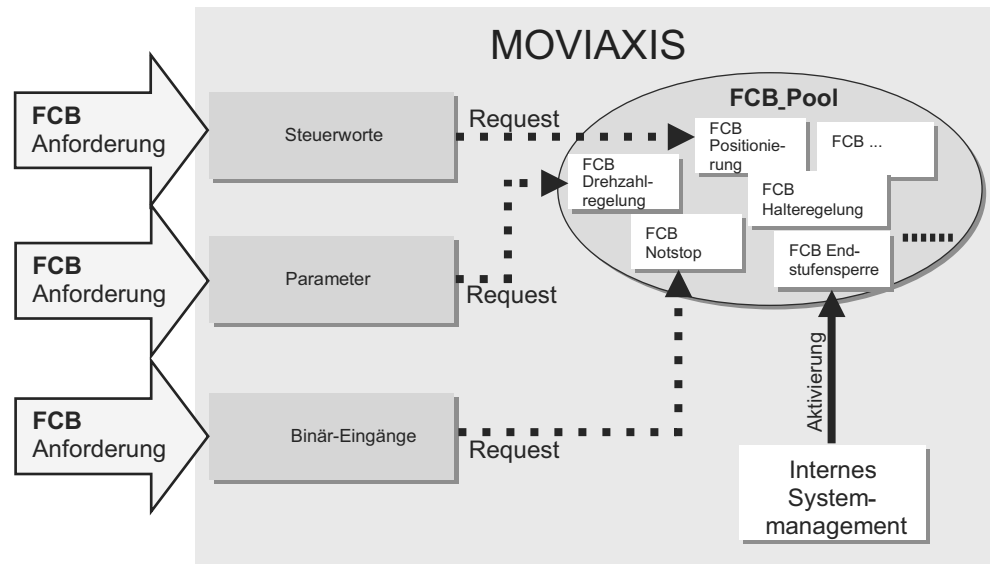 MOVIAXIS
FCB
Anforderung
Steuerworte
Request
FCB_Pool
FCB
Positionie-
rung
FCB ...
FCB
Drehzahl-
regelung
FCB
Halteregelung
FCB
Notstop
FCB End-
stufensperre
FCB
Anforderung
Parameter
Request
FCB
Anforderung
Binär-Eingänge
Request
Aktivierung
Internes
System-
management